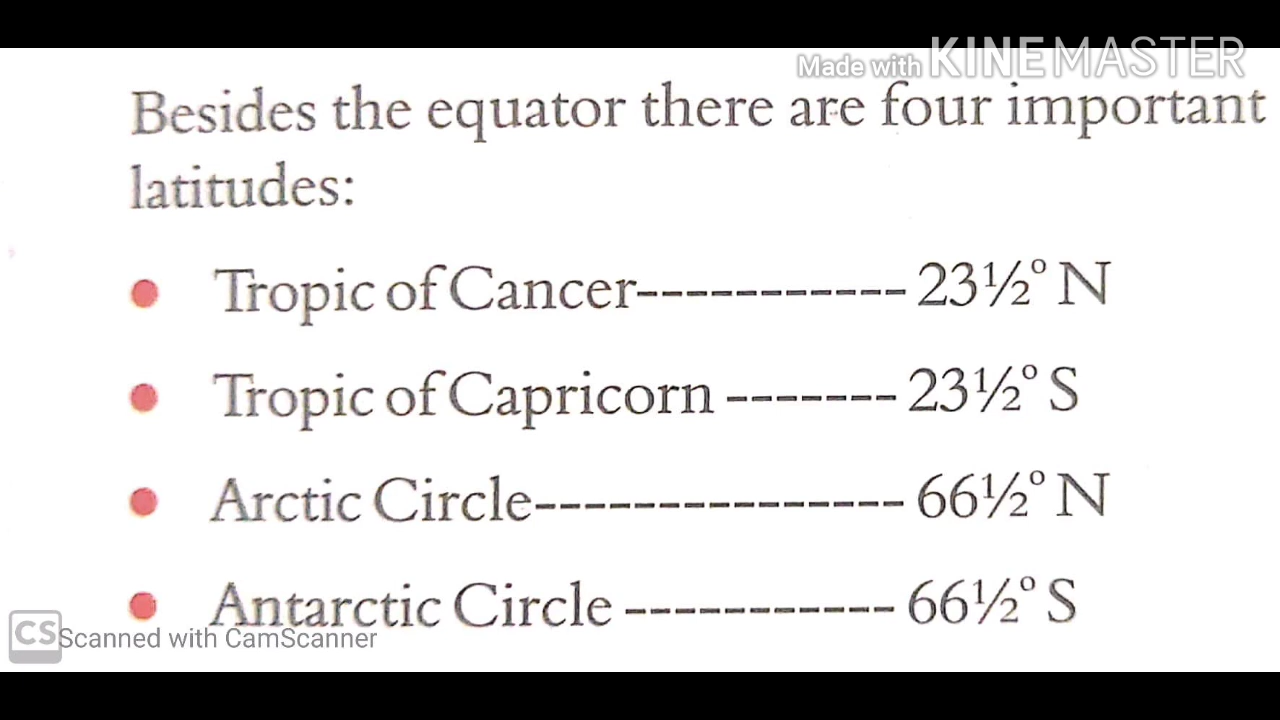 Made with KINEMASTER
Besides the equator there are four important
latitudes:
• Tropic of Cancer----------- 23½° N
• Tropic of Capricorn ------- 23½° S
• Arctic Circle--------------- 66½° N
• Antarctic Circle ----------- 66½° S
CS Scanned with CamScanner